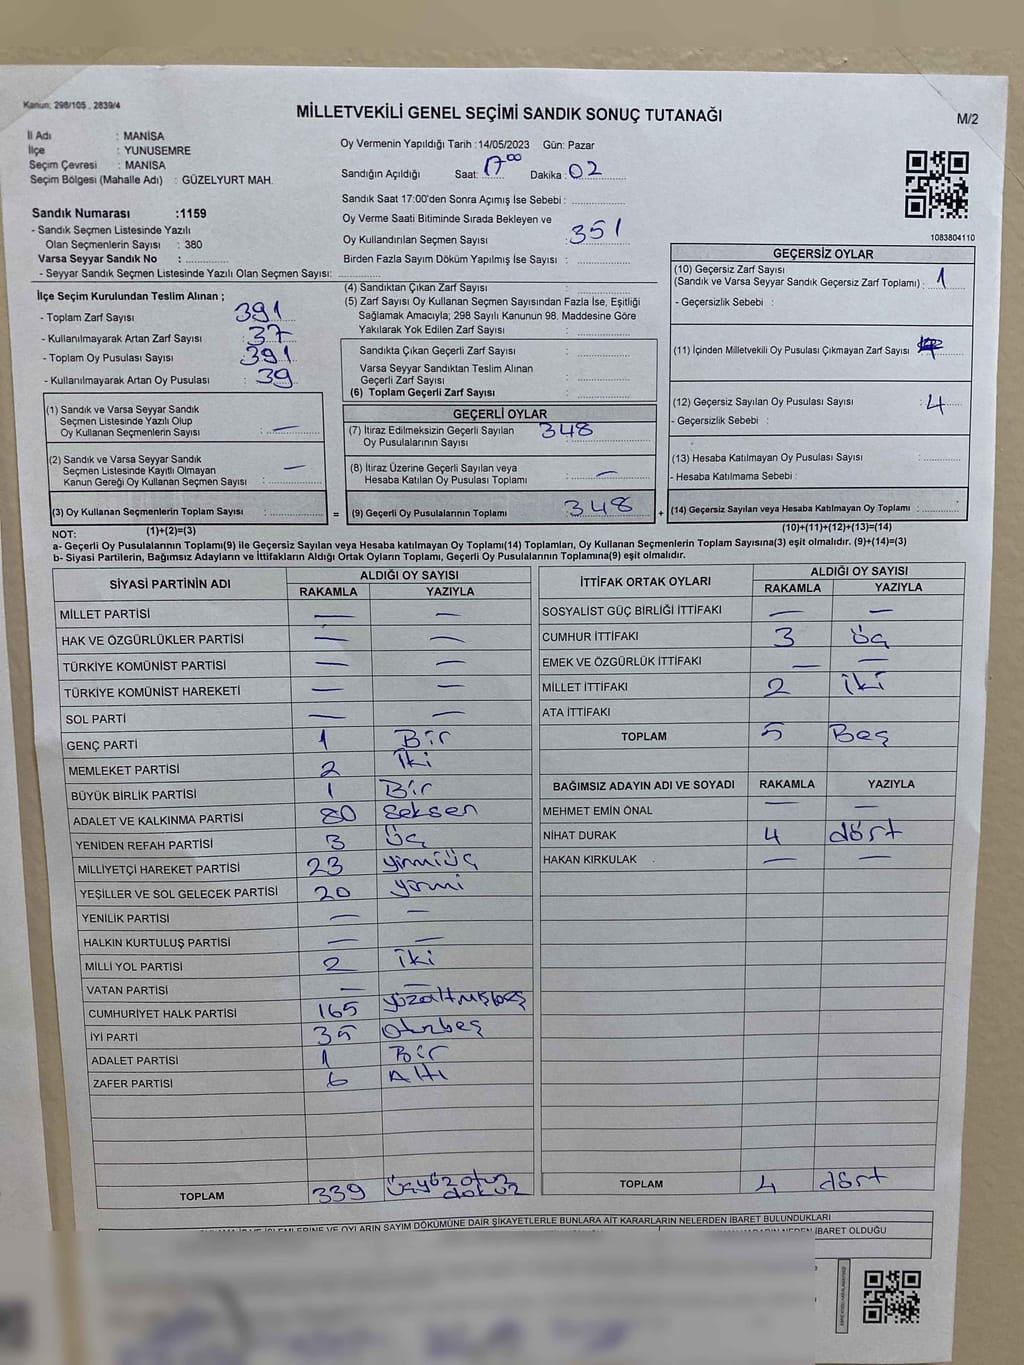 Kanun: 298/105 , 2839/4
MİLLETVEKİLİ GENEL SEÇİMİ SANDIK SONUÇ TUTANAĞI
M/2
İl Adı : MANİSA
İlçe : YUNUSEMRE
Seçim Çevresi : MANİSA
Seçim Bölgesi (Mahalle Adı) : GÜZELYURT MAH.
Sandık Numarası :1159
- Sandık Seçmen Listesinde Yazılı
Olan Seçmenlerin Sayısı : 380
Varsa Seyyar Sandık No :
- Seyyar Sandık Seçmen Listesinde Yazılı Olan Seçmen Sayısı:
Oy Vermenin Yapıldığı Tarih :14/05/2023 Gün: Pazar
Sandığın Açıldığı Saat: 17 00 Dakika : 02
Sandık Saat 17:00'den Sonra Açımış İse Sebebi :
Oy Verme Saati Bitiminde Sırada Bekleyen ve
Oy Kullandırılan Seçmen Sayısı : 351
Birden Fazla Sayım Döküm Yapılmış İse Sayısı :
1083804110
İlçe Seçim Kurulundan Teslim Alınan ;
- Toplam Zarf Sayısı : 391
- Kullanılmayarak Artan Zarf Sayısı : 37
- Toplam Oy Pusulası Sayısı : 391
- Kullanılmayarak Artan Oy Pusulası : 39
(4) Sandıktan Çıkan Zarf Sayısı :
(5) Zarf Sayısı Oy Kullanan Seçmen Sayısından Fazla İse, Eşitliği
Sağlamak Amacıyla; 298 Sayılı Kanunun 98. Maddesine Göre
Yakılarak Yok Edilen Zarf Sayısı :
Sandıkta Çıkan Geçerli Zarf Sayısı :
Varsa Seyyar Sandıktan Teslim Alınan
Geçerli Zarf Sayısı :
(6) Toplam Geçerli Zarf Sayısı :
GEÇERSİZ OYLAR
(10) Geçersiz Zarf Sayısı
(Sandık ve Varsa Seyyar Sandık Geçersiz Zarf Toplamı) : 1
- Geçersizlik Sebebi :
(11) İçinden Milletvekili Oy Pusulası Çıkmayan Zarf Sayısı
(12) Geçersiz Sayılan Oy Pusulası Sayısı : 4
- Geçersizlik Sebebi :
(13) Hesaba Katılmayan Oy Pusulası Sayısı :
- Hesaba Katılmama Sebebi :
(14) Geçersiz Sayılan veya Hesaba Katılmayan Oy Toplamı :
(10)+(11)+(12)+(13)=(14)
(1) Sandık ve Varsa Seyyar Sandık
Seçmen Listesinde Yazılı Olup
Oy Kullanan Seçmenlerin Sayısı : —
(2) Sandık ve Varsa Seyyar Sandık
Seçmen Listesinde Kayıtlı Olmayan
Kanun Gereği Oy Kullanan Seçmen Sayısı : —
(3) Oy Kullanan Seçmenlerin Toplam Sayısı : =
(1)+(2)=(3)
GEÇERLİ OYLAR
(7) İtiraz Edilmeksizin Geçerli Sayılan 348
Oy Pusulalarının Sayısı :
(8) İtiraz Üzerine Geçerli Sayılan veya
Hesaba Katılan Oy Pusulası Toplamı : —
(9) Geçerli Oy Pusulalarının Toplamı : 348 +
NOT:
a- Geçerli Oy Pusulalarının Toplamı(9) ile Geçersiz Sayılan veya Hesaba katılmayan Oy Toplamı(14) Toplamları, Oy Kullanan Seçmenlerin Toplam Sayısına(3) eşit olmalıdır. (9)+(14)=(3)
b- Siyasi Partilerin, Bağımsız Adayların ve İttifakların Aldığı Ortak Oyların Toplamı, Geçerli Oy Pusulalarının Toplamına(9) eşit olmalıdır.
SİYASİ PARTİNİN ADI ALDIĞI OY SAYISI
RAKAMLA YAZIYLA
MİLLET PARTİSİ — —
HAK VE ÖZGÜRLÜKLER PARTİSİ — —
TÜRKİYE KOMÜNİST PARTİSİ — —
TÜRKİYE KOMÜNİST HAREKETİ — —
SOL PARTİ — —
GENÇ PARTİ 1 Bir
MEMLEKET PARTİSİ 2 İki
BÜYÜK BİRLİK PARTİSİ 1 Bir
ADALET VE KALKINMA PARTİSİ 80 Seksen
YENİDEN REFAH PARTİSİ 3 Üç
MİLLİYETÇİ HAREKET PARTİSİ 23 yirmiüç
YEŞİLLER VE SOL GELECEK PARTİSİ 20 yirmi
YENİLİK PARTİSİ — —
HALKIN KURTULUŞ PARTİSİ — —
MİLLİ YOL PARTİSİ 2 İki
VATAN PARTİSİ — —
CUMHURİYET HALK PARTİSİ 165 yüzaltmışbeş
İYİ PARTİ 35 Otuzbeş
ADALET PARTİSİ 1 Bir
ZAFER PARTİSİ 6 Altı
TOPLAM 339 üçyüzotuz
dokuz
İTTİFAK ORTAK OYLARI ALDIĞI OY SAYISI
RAKAMLA YAZIYLA
SOSYALİST GÜÇ BİRLİĞİ İTTİFAKI — —
CUMHUR İTTİFAKI 3 üç
EMEK VE ÖZGÜRLÜK İTTİFAKI — —
MİLLET İTTİFAKI 2 iki
ATA İTTİFAKI
TOPLAM 5 Beş
BAĞIMSIZ ADAYIN ADI VE SOYADI RAKAMLA YAZIYLA
MEHMET EMİN ÖNAL — —
NİHAT DURAK 4 dört
HAKAN KIRKULAK — —
TOPLAM 4 dört
OYLARIN SAYIM DÖKÜMÜNE DAİR ŞİKAYETLERLE BUNLARA AİT KARARLARIN NELERDEN İBARET BULUNDUKLARI
İBARET OLDUĞU